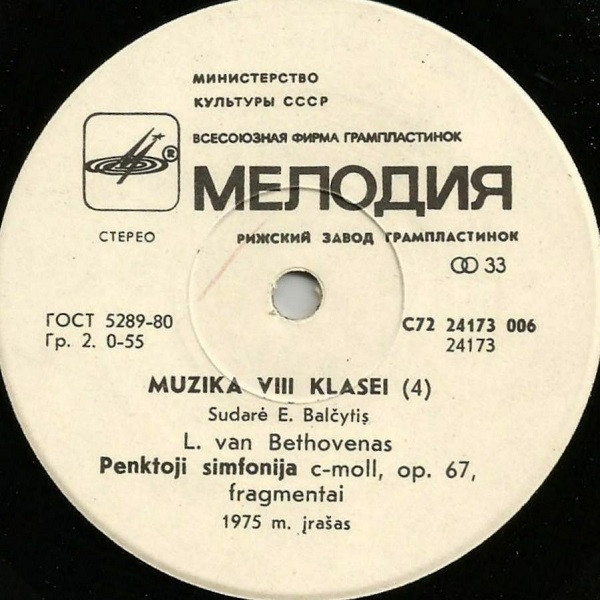 МИНИСТЕРСТВО
КУЛЬТУРЫ СССР
ВСЕСОЮЗНАЯ ФИРМА ГРАМПЛАСТИНОК
®
МЕЛОДИЯ
СТЕРЕО
РИЖСКИЙ ЗАВОД ГРАМПЛАСТИНОК
33
ГОСТ 5289-80
Гр. 2. 0-55
С72 24173 006
24173
MUZIKA VIII KLASEI (4)
Sudarė E. Balčytis
L. van Bethovenas
Penktoji simfonija c-moll, op. 67,
fragmentai
1975 m. įrašas